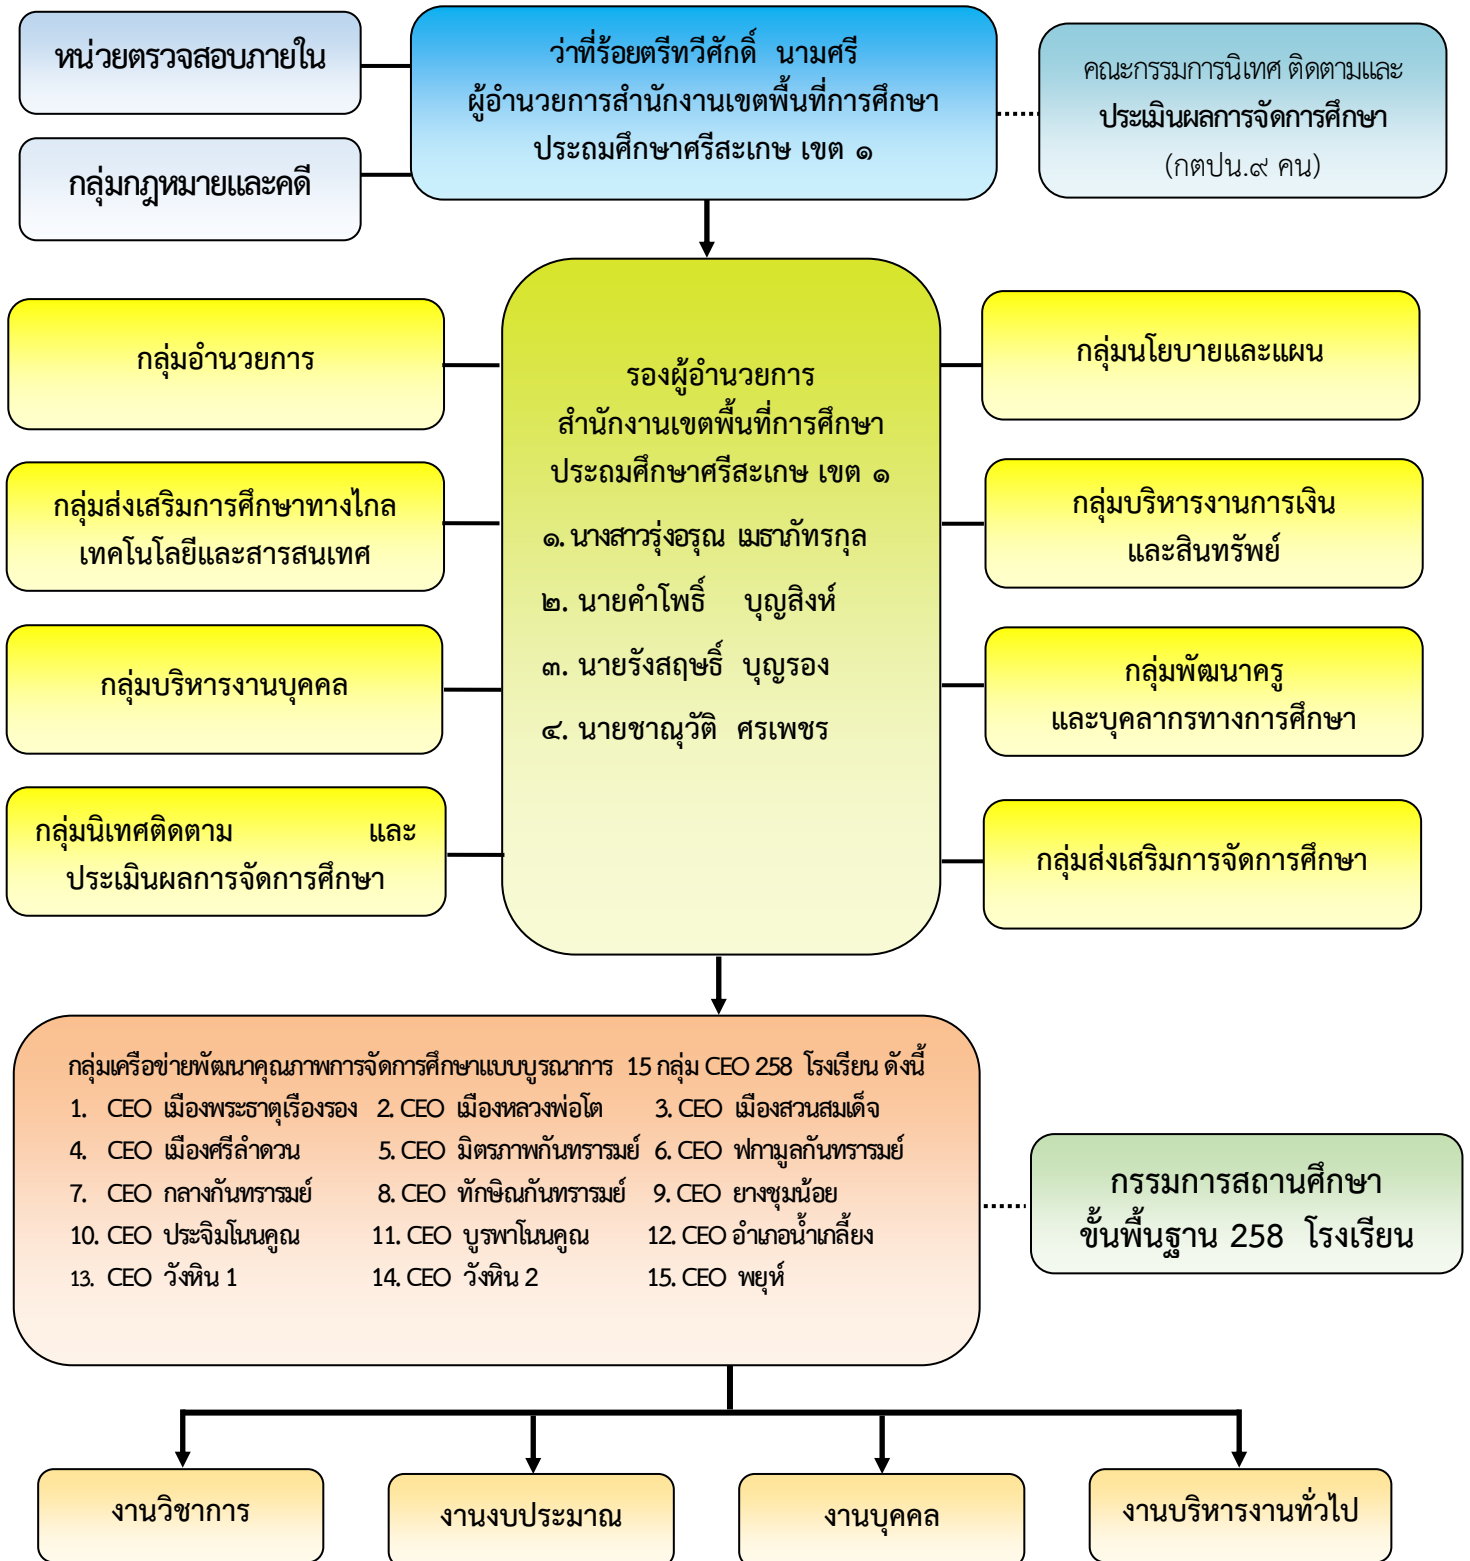 หน่วยตรวจสอบภายใน
กลุ่มกฎหมายและคดี
ว่าที่ร้อยตรีทวีศักดิ์ นามศรี
ผู้อำนวยการสำนักงานเขตพื้นที่การศึกษา
ประถมศึกษาศรีสะเกษ เขต ๑
คณะกรรมการนิเทศ ติดตามและ
ประเมินผลการจัดการศึกษา
(กตปน.๙ คน)
กลุ่มอำนวยการ
กลุ่มส่งเสริมการศึกษาทางไกล
เทคโนโลยีและสารสนเทศ
กลุ่มบริหารงานบุคคล
กลุ่มนิเทศติดตาม และ
ประเมินผลการจัดการศึกษา
รองผู้อำนวยการ
สำนักงานเขตพื้นที่การศึกษา
ประถมศึกษาศรีสะเกษ เขต ๑
๑. นางสาวรุ่งอรุณ เมธาภัทรกุล
๒. นายคำโพธิ์ บุญสิงห์
๓. นายรังสฤษธิ์ บุญรอง
๔. นายชาณุวัติ ศรเพชร
กลุ่มนโยบายและแผน
กลุ่มบริหารงานการเงิน
และสินทรัพย์
กลุ่มพัฒนาครู
และบุคลากรทางการศึกษา
กลุ่มส่งเสริมการจัดการศึกษา
กลุ่มเครือข่ายพัฒนาคุณภาพการจัดการศึกษาแบบบูรณาการ 15 กลุ่ม CEO 258 โรงเรียน ดังนี้
1. CEO เมืองพระธาตุเรืองรอง 2. CEO เมืองหลวงพ่อโต 3. CEO เมืองสวนสมเด็จ
4. CEO เมืองศรีลำดวน 5. CEO มิตรภาพกันทรารมย์ 6. CEO ฟกามูลกันทรารมย์
7. CEO กลางกันทรารมย์ 8. CEO ทักษิณกันทรารมย์ 9. CEO ยางชุมน้อย
10. CEO ประจิมโนนคูณ 11. CEO บูรพาโนนคูณ 12. CEO อำเภอน้ำเกลี้ยง
13. CEO วังหิน 1 14. CEO วังหิน 2 15. CEO พยุห์
กรรมการสถานศึกษา
ขั้นพื้นฐาน 258 โรงเรียน
งานวิชาการ
งานงบประมาณ
งานบุคคล
งานบริหารงานทั่วไป